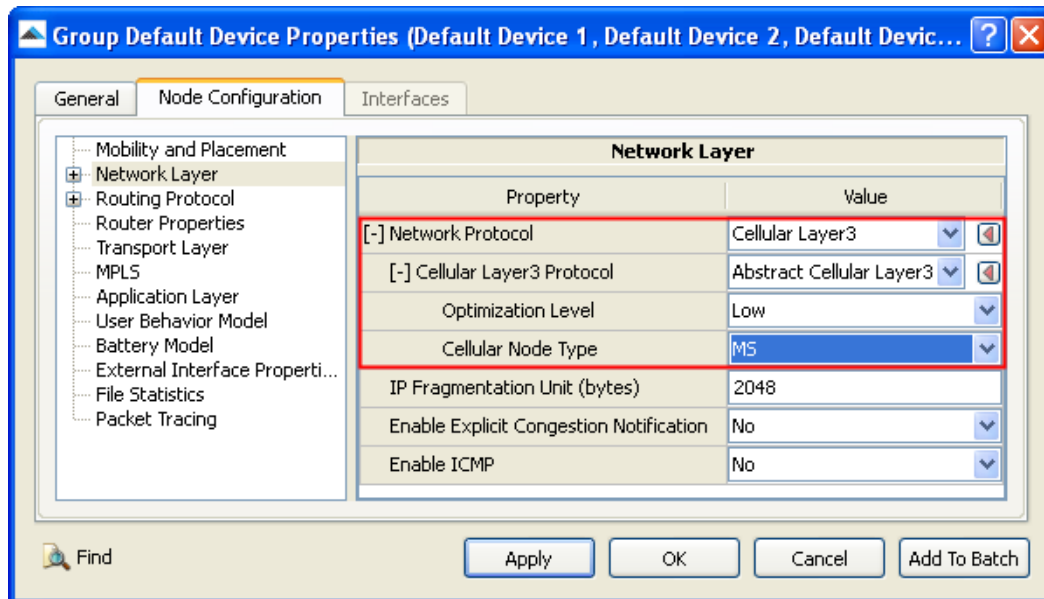 Group Default Device Properties (Default Device 1, Default Device 2, Default Devic...
General Node Configuration Interfaces
Mobility and Placement
Network Layer
Routing Protocol
Router Properties
Transport Layer
MPLS
Application Layer
User Behavior Model
Battery Model
External Interface Properti...
File Statistics
Packet Tracing
Network Layer
Property Value
[-] Network Protocol Cellular Layer3
[-] Cellular Layer3 Protocol Abstract Cellular Layer3
Optimization Level Low
Cellular Node Type MS
IP Fragmentation Unit (bytes) 2048
Enable Explicit Congestion Notification No
Enable ICMP No
Find Apply OK Cancel Add To Batch